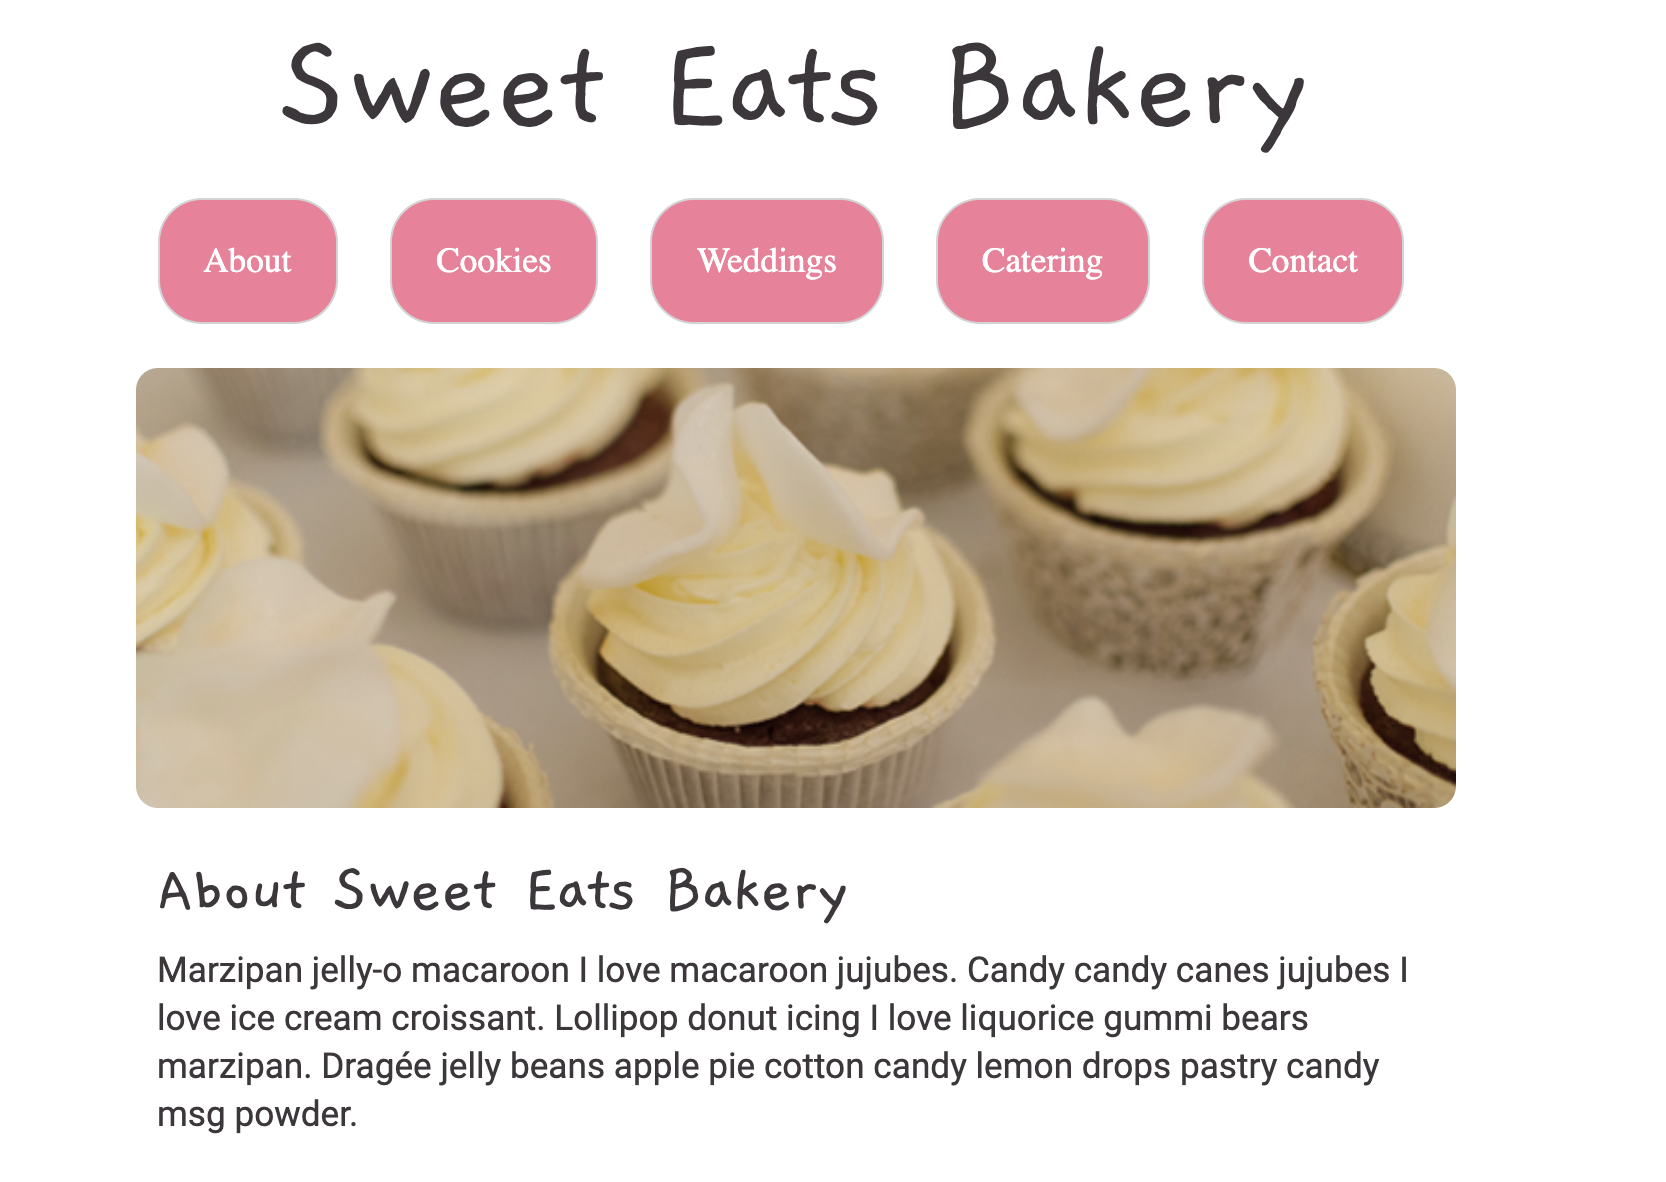 Sweet Eats Bakery
About Cookies Weddings Catering Contact
About Sweet Eats Bakery
Marzipan jelly-o macaroon I love macaroon jujubes. Candy candy canes jujubes I
love ice cream croissant. Lollipop donut icing I love liquorice gummi bears
marzipan. Dragée jelly beans apple pie cotton candy lemon drops pastry candy
msg powder.